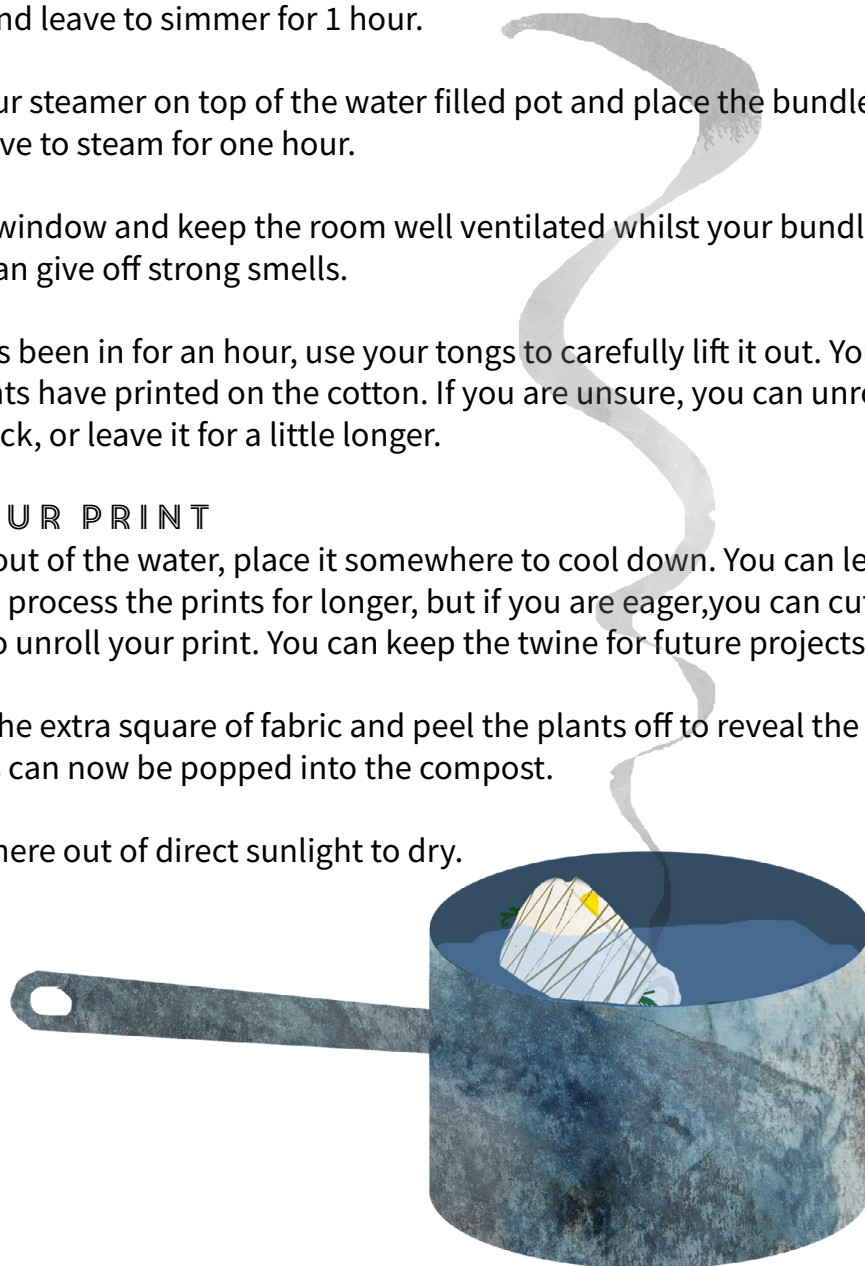 nd leave to simmer for 1 hour.
ur steamer on top of the water filled pot and place the bundle
ve to steam for one hour.
window and keep the room well ventilated whilst your bundl
an give off strong smells.
s been in for an hour, use your tongs to carefully lift it out. Yo
nts have printed on the cotton. If you are unsure, you can unro
ck, or leave it for a little longer.
UR PRINT
out of the water, place it somewhere to cool down. You can le
process the prints for longer, but if you are eager,you can cut
o unroll your print. You can keep the twine for future projects
he extra square of fabric and peel the plants off to reveal the
s can now be popped into the compost.
here out of direct sunlight to dry.